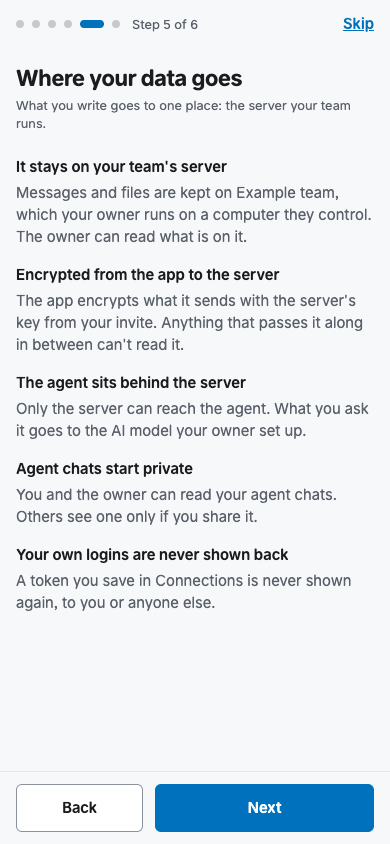 Step 5 of 6
Skip
Where your data goes
What you write goes to one place: the server your team
runs.
It stays on your team's server
Messages and files are kept on Example team,
which your owner runs on a computer they control.
The owner can read what is on it.
Encrypted from the app to the server
The app encrypts what it sends with the server's
key from your invite. Anything that passes it along
in between can't read it.
The agent sits behind the server
Only the server can reach the agent. What you ask
it goes to the AI model your owner set up.
Agent chats start private
You and the owner can read your agent chats.
Others see one only if you share it.
Your own logins are never shown back
A token you save in Connections is never shown
again, to you or anyone else.
Back
Next